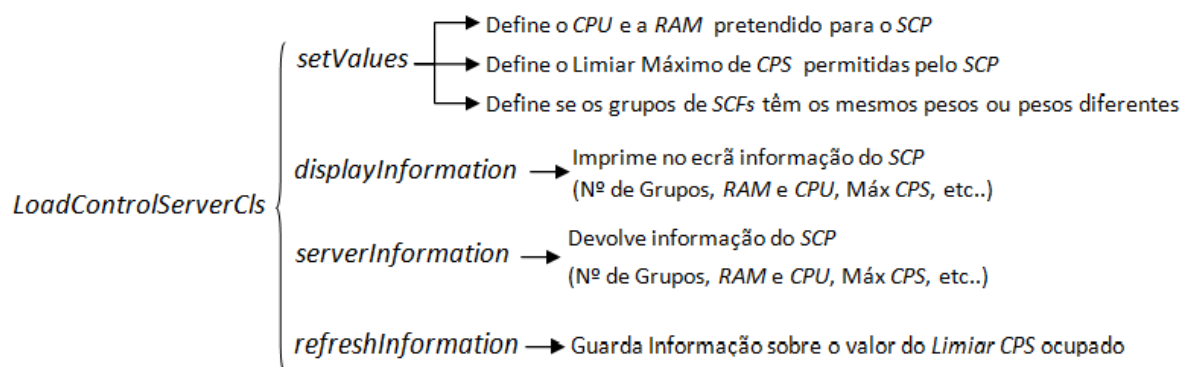 setValues
Define o CPU e a RAM pretendido para o SCP
Define o Limiar Máximo de CPS permitidas pelo SCP
Define se os grupos de SCFs têm os mesmos pesos ou pesos diferentes
displayInformation
Imprime no ecrã informação do SCP
(Nº de Grupos, RAM e CPU, Máx CPS, etc..)
LoadControlServerCls
serverInformation
Devolve informação do SCP
(Nº de Grupos, RAM e CPU, Máx CPS, etc..)
refreshInformation
Guarda Informação sobre o valor do Limiar CPS ocupado